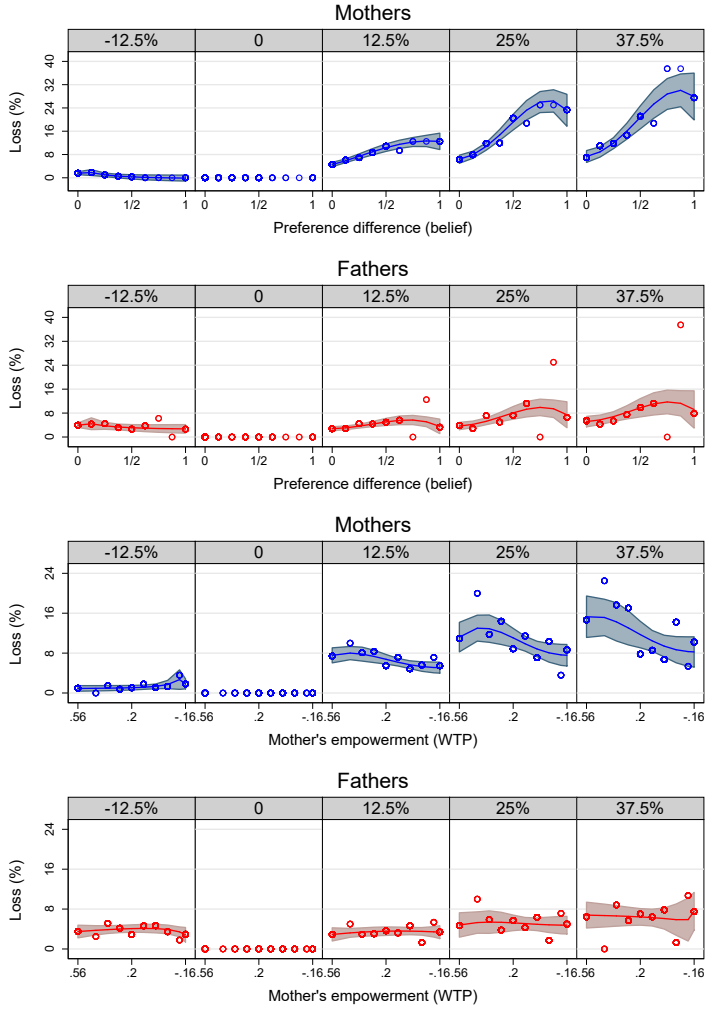 Mothers
-12.5% 0 12.5% 25% 37.5%
Loss (%)
40
32
24
16
8
0
0 1/2 1 0 1/2 1 0 1/2 1 0 1/2 1 0 1/2 1
Preference difference (belief)
Fathers
-12.5% 0 12.5% 25% 37.5%
Loss (%)
40
32
24
16
8
0
0 1/2 1 0 1/2 1 0 1/2 1 0 1/2 1 0 1/2 1
Preference difference (belief)
Mothers
-12.5% 0 12.5% 25% 37.5%
Loss (%)
24
16
8
0
.56 .2 -.16 .56 .2 -.16 .56 .2 -.16 .56 .2 -.16 .56 .2 -.16
Mother's empowerment (WTP)
Fathers
-12.5% 0 12.5% 25% 37.5%
Loss (%)
24
16
8
0
.56 .2 -.16 .56 .2 -.16 .56 .2 -.16 .56 .2 -.16 .56 .2 -.16
Mother's empowerment (WTP)